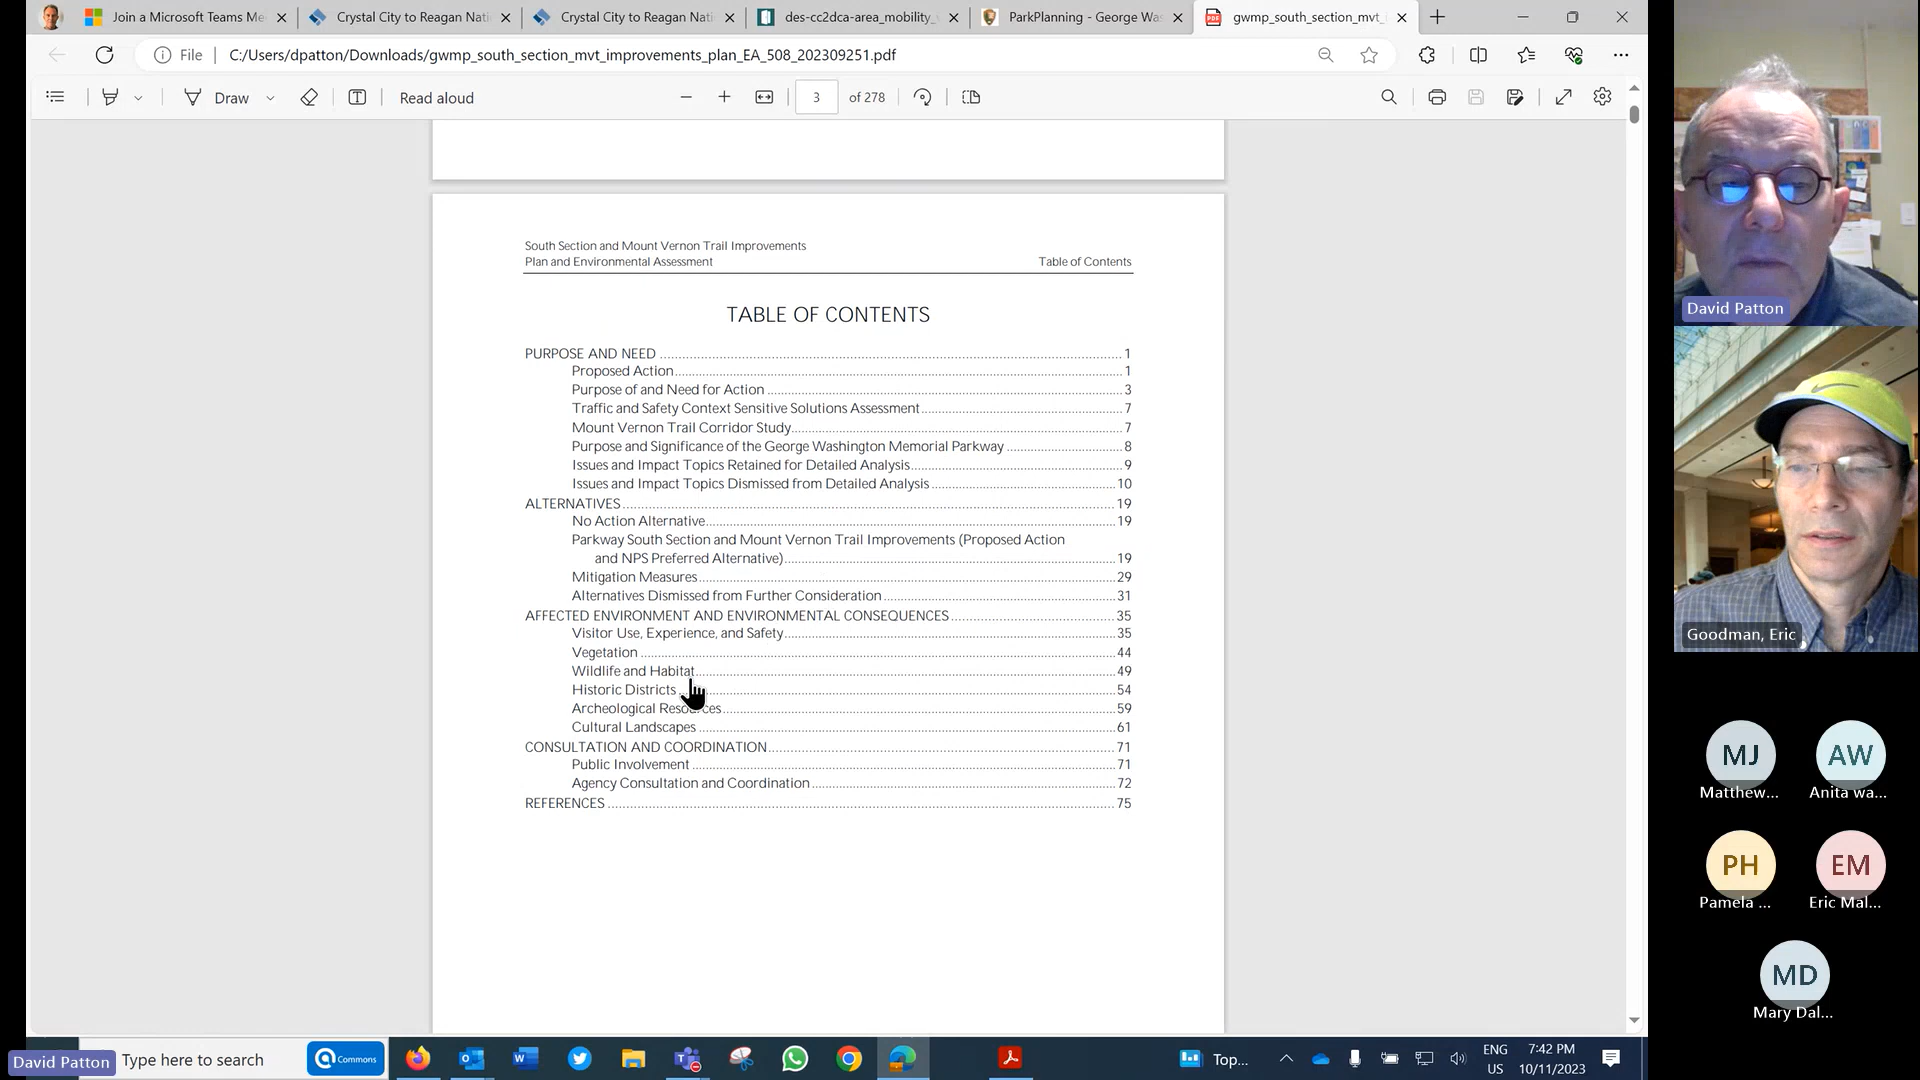 Join a Microsoft Teams Me
Crystal City to Reagan Nati
Crystal City to Reagan Nati
des-cc2dca-area_mobility_
ParkPlanning - George Was
gwmp_south_section_mvt_i
File
C:/Users/dpatton/Downloads/gwmp_south_section_mvt_improvements_plan_EA_508_202309251.pdf
Draw
Read aloud
3
of 278
South Section and Mount Vernon Trail Improvements
Plan and Environmental Assessment
Table of Contents
TABLE OF CONTENTS
PURPOSE AND NEED 1
Proposed Action 1
Purpose of and Need for Action 3
Traffic and Safety Context Sensitive Solutions Assessment 7
Mount Vernon Trail Corridor Study 7
Purpose and Significance of the George Washington Memorial Parkway 8
Issues and Impact Topics Retained for Detailed Analysis 9
Issues and Impact Topics Dismissed from Detailed Analysis 10
ALTERNATIVES 19
No Action Alternative 19
Parkway South Section and Mount Vernon Trail Improvements (Proposed Action
and NPS Preferred Alternative) 19
Mitigation Measures 29
Alternatives Dismissed from Further Consideration 31
AFFECTED ENVIRONMENT AND ENVIRONMENTAL CONSEQUENCES 35
Visitor Use, Experience, and Safety 35
Vegetation 44
Wildlife and Habitat 49
Historic Districts 54
Archeological Resources 59
Cultural Landscapes 61
CONSULTATION AND COORDINATION 71
Public Involvement 71
Agency Consultation and Coordination 72
REFERENCES 75
David Patton
Goodman, Eric
MJ
Matthew...
AW
Anita wa...
PH
Pamela ...
EM
Eric Mal...
MD
Mary Dal...
David Patton
Type here to search
Commons
Top...
ENG
US
7:42 PM
10/11/2023